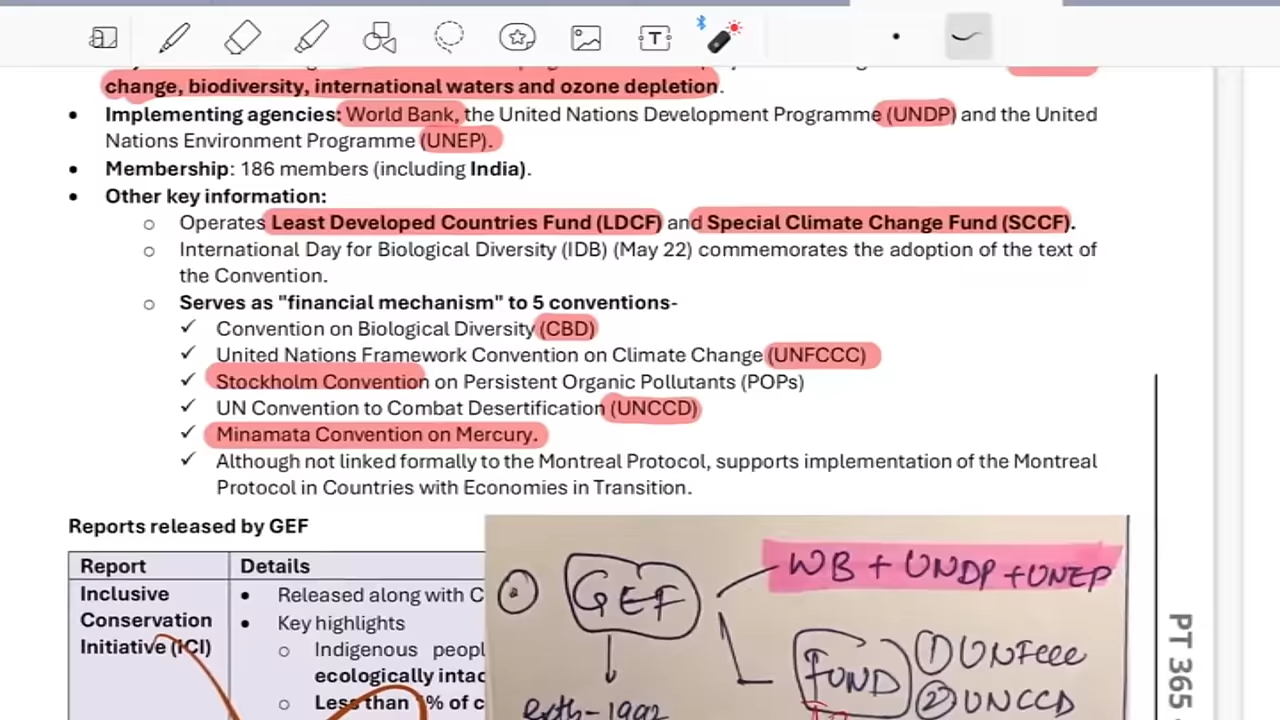 change, biodiversity, international waters and ozone depletion.
• Implementing agencies: World Bank, the United Nations Development Programme (UNDP) and the United
Nations Environment Programme (UNEP).
• Membership: 186 members (including India).
• Other key information:
o Operates Least Developed Countries Fund (LDCF) and Special Climate Change Fund (SCCF).
o International Day for Biological Diversity (IDB) (May 22) commemorates the adoption of the text of
the Convention.
o Serves as "financial mechanism" to 5 conventions-
✓ Convention on Biological Diversity (CBD)
✓ United Nations Framework Convention on Climate Change (UNFCCC)
✓ Stockholm Convention on Persistent Organic Pollutants (POPs)
✓ UN Convention to Combat Desertification (UNCCD)
✓ Minamata Convention on Mercury.
✓ Although not linked formally to the Montreal Protocol, supports implementation of the Montreal
Protocol in Countries with Economies in Transition.
Reports released by GEF
Report Details
Inclusive
Conservation
Initiative (ICI)
• Released along with C
• Key highlights
o Indigenous peopl
ecologically intac
o Less than % of c
GEF
WB + UNDP + UNEP
FUND
① UNFCCC
② UNCCD
estb-1992
PT 365